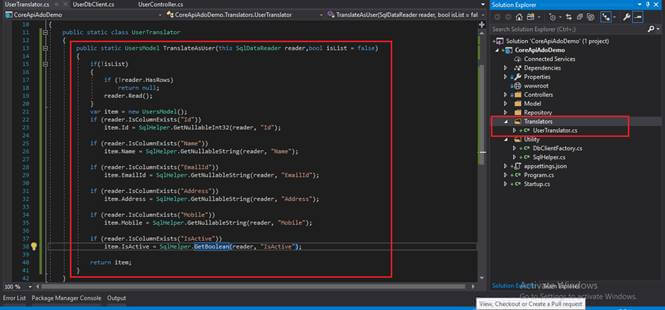 UserTranslator.cs
UserDbClient.cs
UserController.cs
Solution Explorer
CoreApiAdoDemo
CoreApiAdoDemo.Translators.UserTranslator
TranslateAsUser(SqlDataReader reader, bool isList = fals
Search Solution Explorer (Ctrl+;)
11 public static class UserTranslator
12 {
13 public static UsersModel TranslateAsUser(this SqlDataReader reader,bool isList = false)
14 {
15 if(!isList)
16 {
17 if (!reader.HasRows)
18 return null;
19 reader.Read();
20 }
21 var item = new UsersModel();
22 if (reader.IsColumnExists("Id"))
23 item.Id = SqlHelper.GetNullableInt32(reader, "Id");
24
25 if (reader.IsColumnExists("Name"))
26 item.Name = SqlHelper.GetNullableString(reader, "Name");
27
28 if (reader.IsColumnExists("EmailId"))
29 item.EmailId = SqlHelper.GetNullableString(reader, "EmailId");
30
31 if (reader.IsColumnExists("Address"))
32 item.Address = SqlHelper.GetNullableString(reader, "Address");
33
34 if (reader.IsColumnExists("Mobile"))
35 item.Mobile = SqlHelper.GetNullableString(reader, "Mobile");
36
37 if (reader.IsColumnExists("IsActive"))
38 item.IsActive = SqlHelper.GetBoolean(reader, "IsActive");
39
40 return item;
41 }
42
Solution 'CoreApiAdoDemo' (1 project)
CoreApiAdoDemo
Connected Services
Dependencies
Properties
wwwroot
Controllers
Model
Repository
Translators
UserTranslator.cs
Utility
DbClientFactory.cs
SqlHelper.cs
appsettings.json
Program.cs
Startup.cs
Activate Windows
Go to Settings to activate Windows.
Solution Explorer
Team Explorer
Error List
Package Manager Console
Output
View, Checkout or Create a Pull request